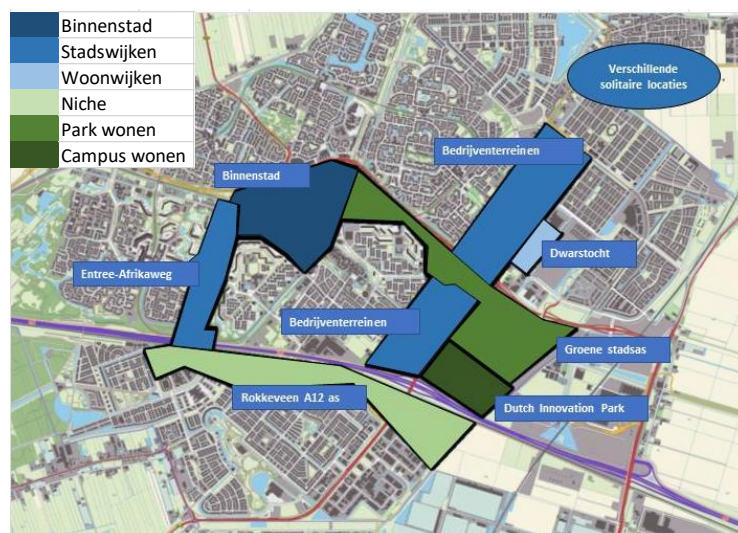 Binnenstad
Stadswijken
Woonwijken
Niche
Park wonen
Campus wonen
Verschillende
solitaire locaties
Bedrijventerreinen
Binnenstad
Dwarstocht
Entree-Afrikaweg
Bedrijventerreinen
Groene stadsas
Rokkeveen A12 as
Dutch Innovation Park